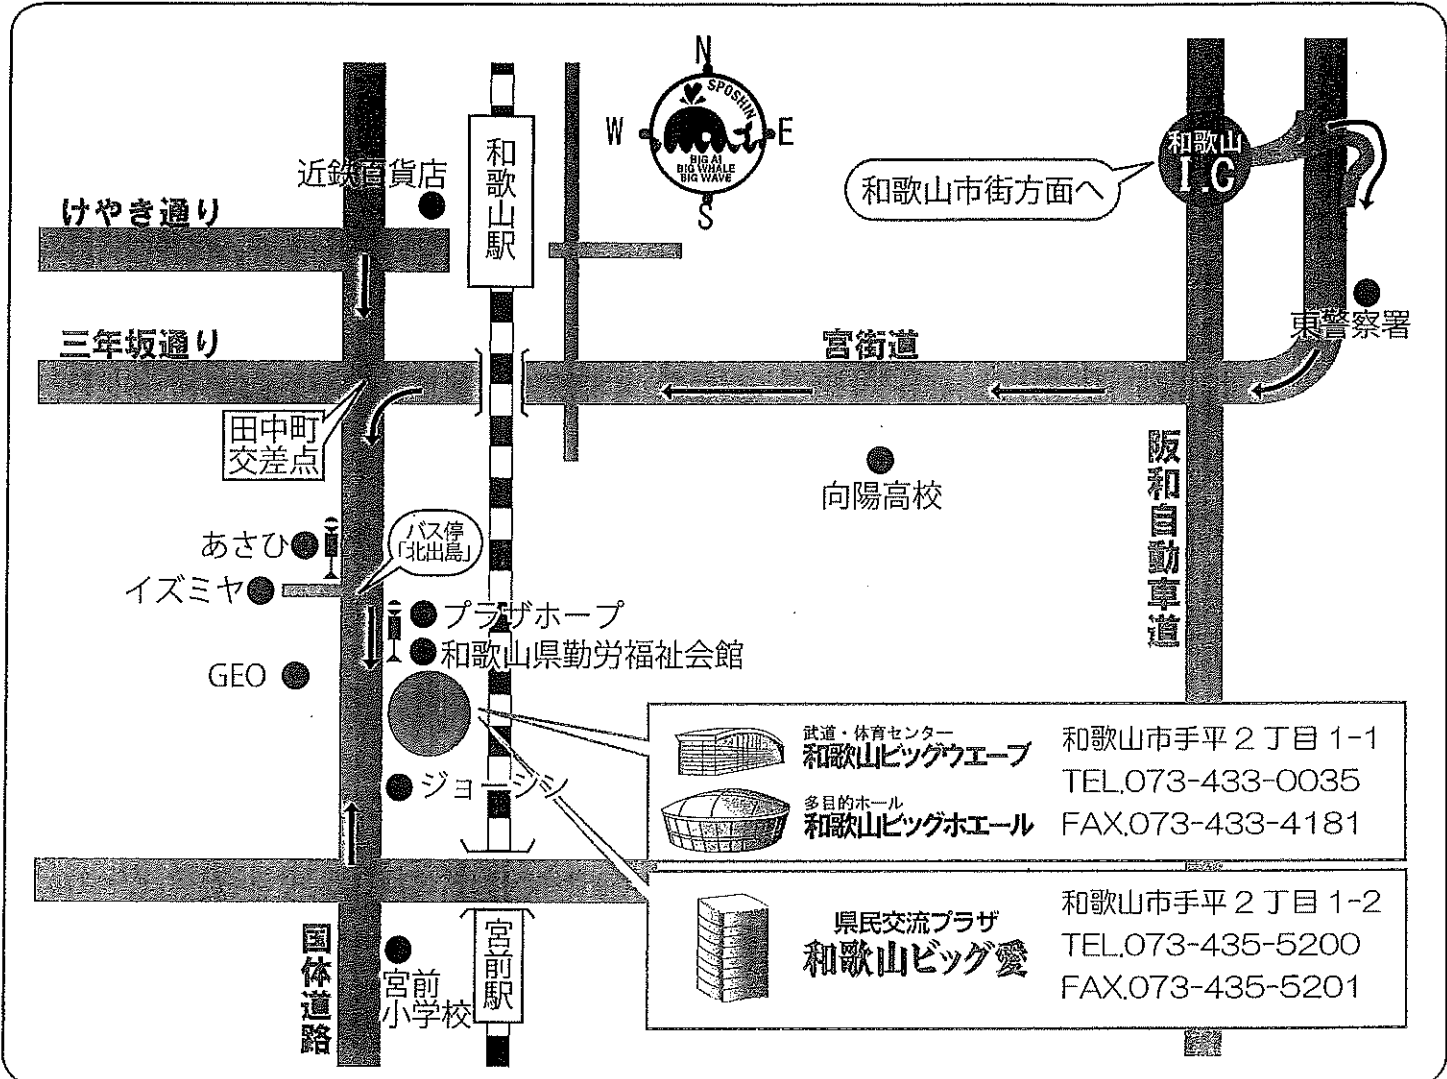 N
W
E
S
SPOSHIN
BIG AI
BIG WHALE
BIG WAVE
和歌山
I.C
和歌山市街方面へ
近鉄百貨店
けやき通り
和歌山駅
東警察署
三年坂通り
宮街道
田中町
交差点
向陽高校
阪和自動車道
あさひ
バス停
「北出島」
イズミヤ
プラザホープ
和歌山県勤労福祉会館
GEO
ジョーシン
武道・体育センター
和歌山ビッグウエーブ
多目的ホール
和歌山ビッグホエール
和歌山市手平2丁目1-1
TEL.073-433-0035
FAX.073-433-4181
県民交流プラザ
和歌山ビッグ愛
和歌山市手平2丁目1-2
TEL.073-435-5200
FAX.073-435-5201
国体道路
宮前
小学校
宮前駅